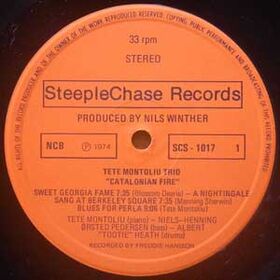 33 rpm
STEREO
SteepleChase Records
PRODUCED BY NILS WINTHER
NCB
℗ 1974
SCS - 1017
1
TETE MONTOLIU TRIO
"CATALONIAN FIRE"
SWEET GEORGIA FAME 7:35 (Blossom Dearie) - A NIGHTINGALE
SANG AT BERKELEY SQUARE 7:35 (Manning Sherwin)
BLUES FOR PERLA 9:06 (Tete Montoliu)
TETE MONTOLIU (piano) - NIELS-HENNING
ØRSTED PEDERSEN (bass) - ALBERT
"TOOTIE" HEATH (drums)
RECORDED BY FREDDIE HANSSON